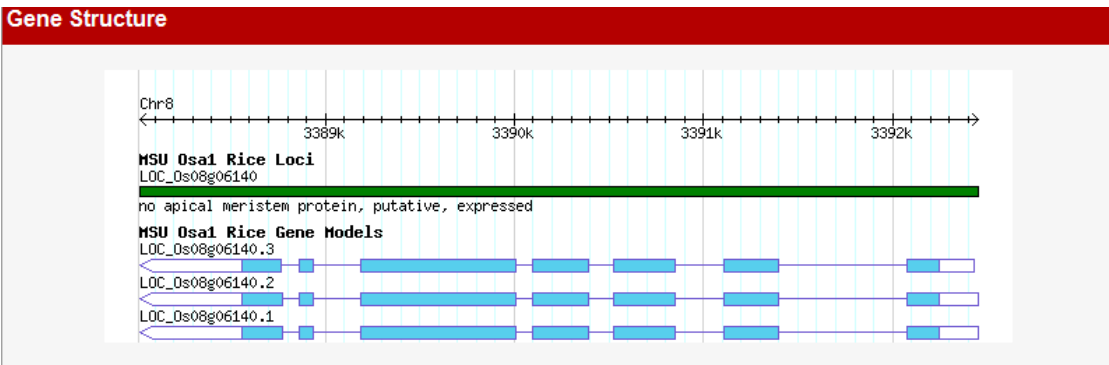 Gene Structure
Chr8
3389k 3390k 3391k 3392k
MSU Osa1 Rice Loci
LOC_Os08g06140
no apical meristem protein, putative, expressed
MSU Osa1 Rice Gene Models
LOC_Os08g06140.3
LOC_Os08g06140.2
LOC_Os08g06140.1